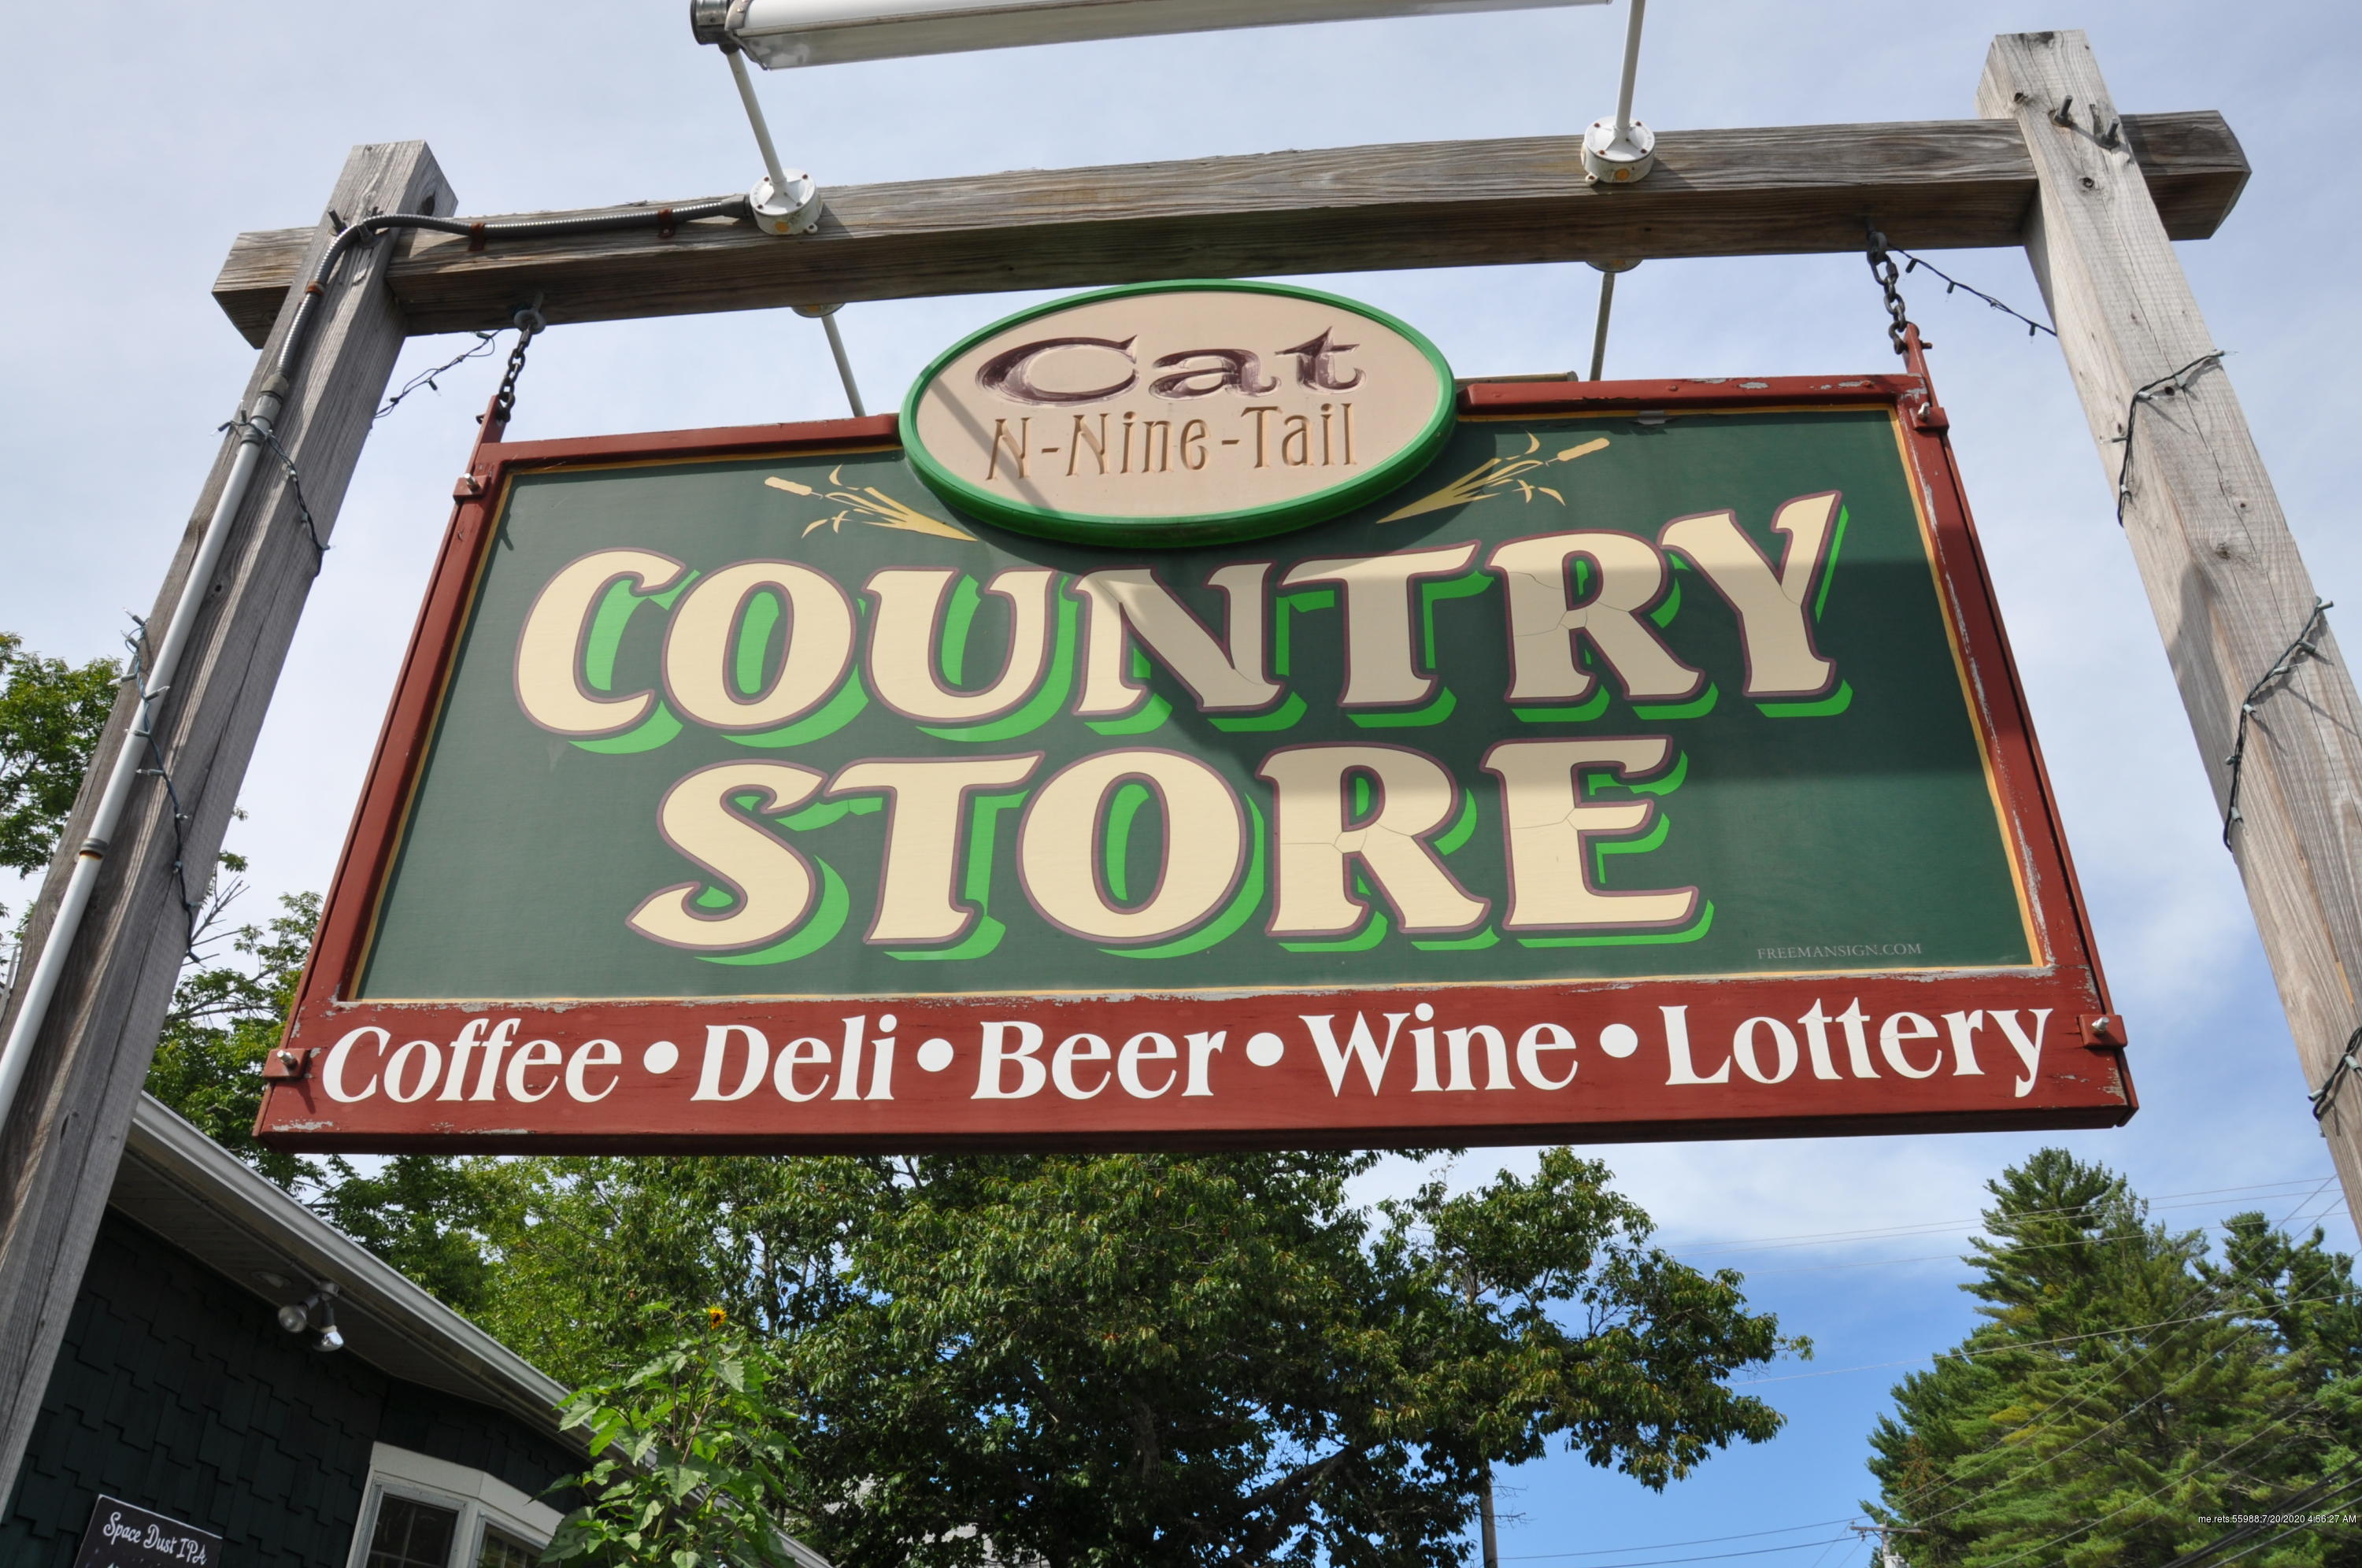 Cat
N-Nine-Tail
COUNTRY
STORE
FREEMANSIGN.COM
Coffee • Deli • Beer • Wine • Lottery
Space Dust IPA
me.rets:55988:7/20/2020 4:56:27 AM